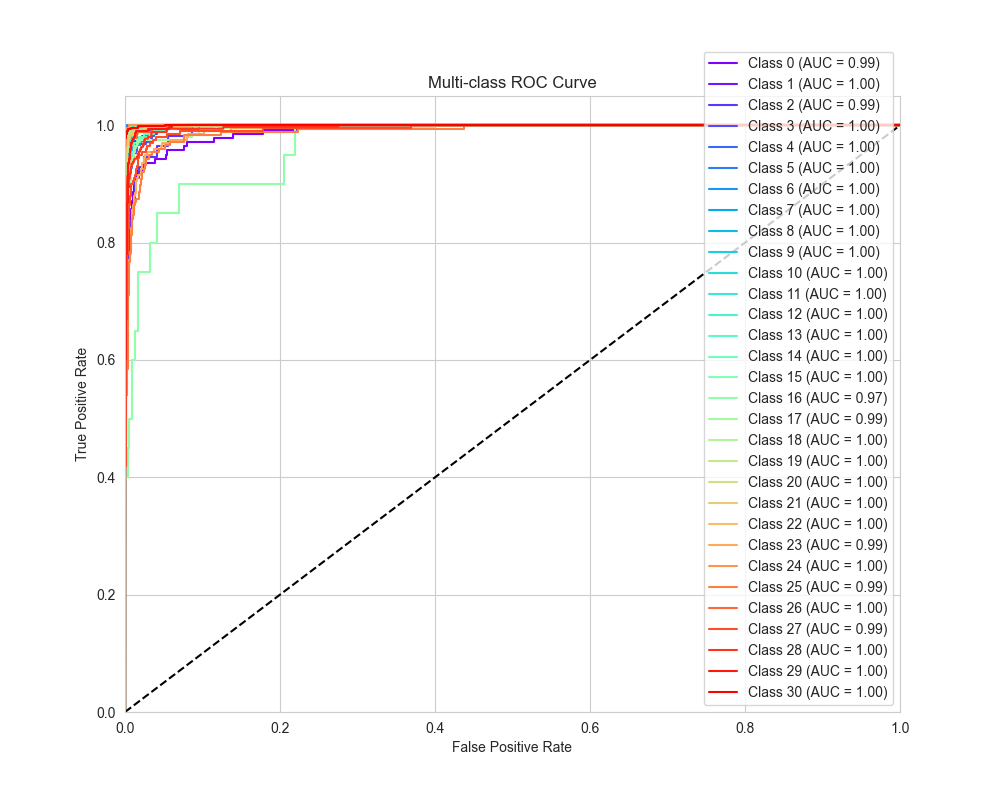 Multi-class ROC Curve
Class 0 (AUC = 0.99)
Class 1 (AUC = 1.00)
Class 2 (AUC = 0.99)
Class 3 (AUC = 1.00)
Class 4 (AUC = 1.00)
Class 5 (AUC = 1.00)
Class 6 (AUC = 1.00)
Class 7 (AUC = 1.00)
Class 8 (AUC = 1.00)
Class 9 (AUC = 1.00)
Class 10 (AUC = 1.00)
Class 11 (AUC = 1.00)
Class 12 (AUC = 1.00)
Class 13 (AUC = 1.00)
Class 14 (AUC = 1.00)
Class 15 (AUC = 1.00)
Class 16 (AUC = 0.97)
Class 17 (AUC = 0.99)
Class 18 (AUC = 1.00)
Class 19 (AUC = 1.00)
Class 20 (AUC = 1.00)
Class 21 (AUC = 1.00)
Class 22 (AUC = 1.00)
Class 23 (AUC = 0.99)
Class 24 (AUC = 1.00)
Class 25 (AUC = 0.99)
Class 26 (AUC = 1.00)
Class 27 (AUC = 0.99)
Class 28 (AUC = 1.00)
Class 29 (AUC = 1.00)
Class 30 (AUC = 1.00)
True Positive Rate
1.0
0.8
0.6
0.4
0.2
0.0
0.0 0.2 0.4 0.6 0.8 1.0
False Positive Rate